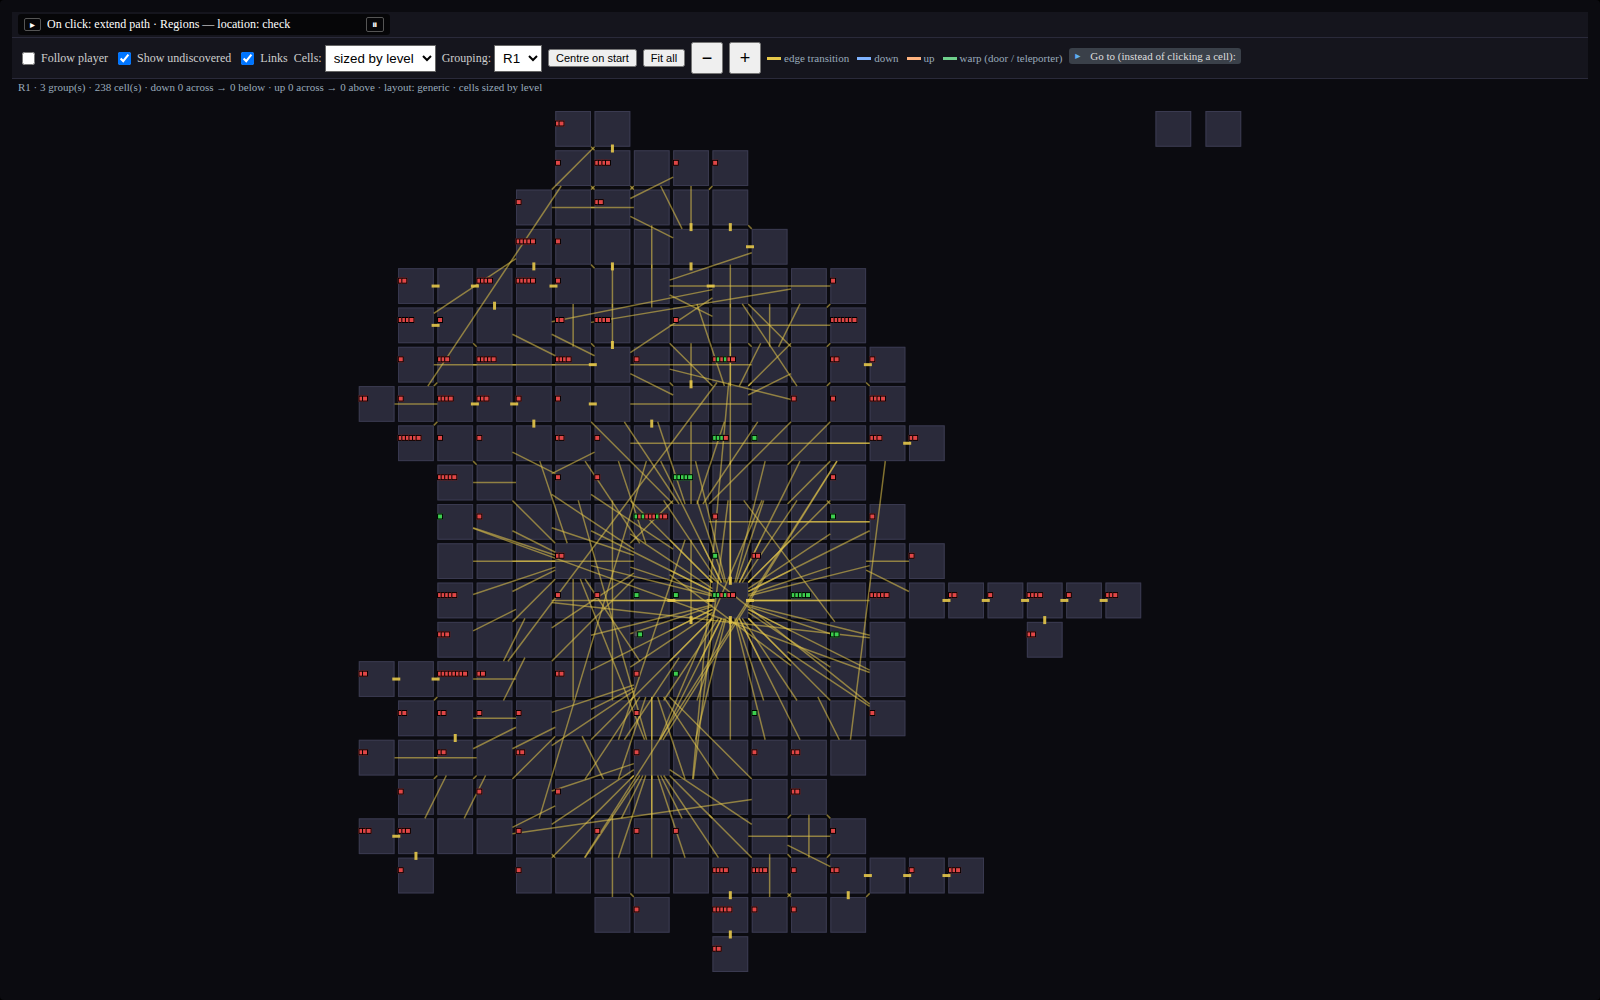 On click: extend path · Regions — location: check
Follow player Show undiscovered Links Cells: sized by level Grouping: R1 Centre on start Fit all − + edge transition down up warp (door / teleporter) Go to (instead of clicking a cell):
R1 · 3 group(s) · 238 cell(s) · down 0 across → 0 below · up 0 across → 0 above · layout: generic · cells sized by level